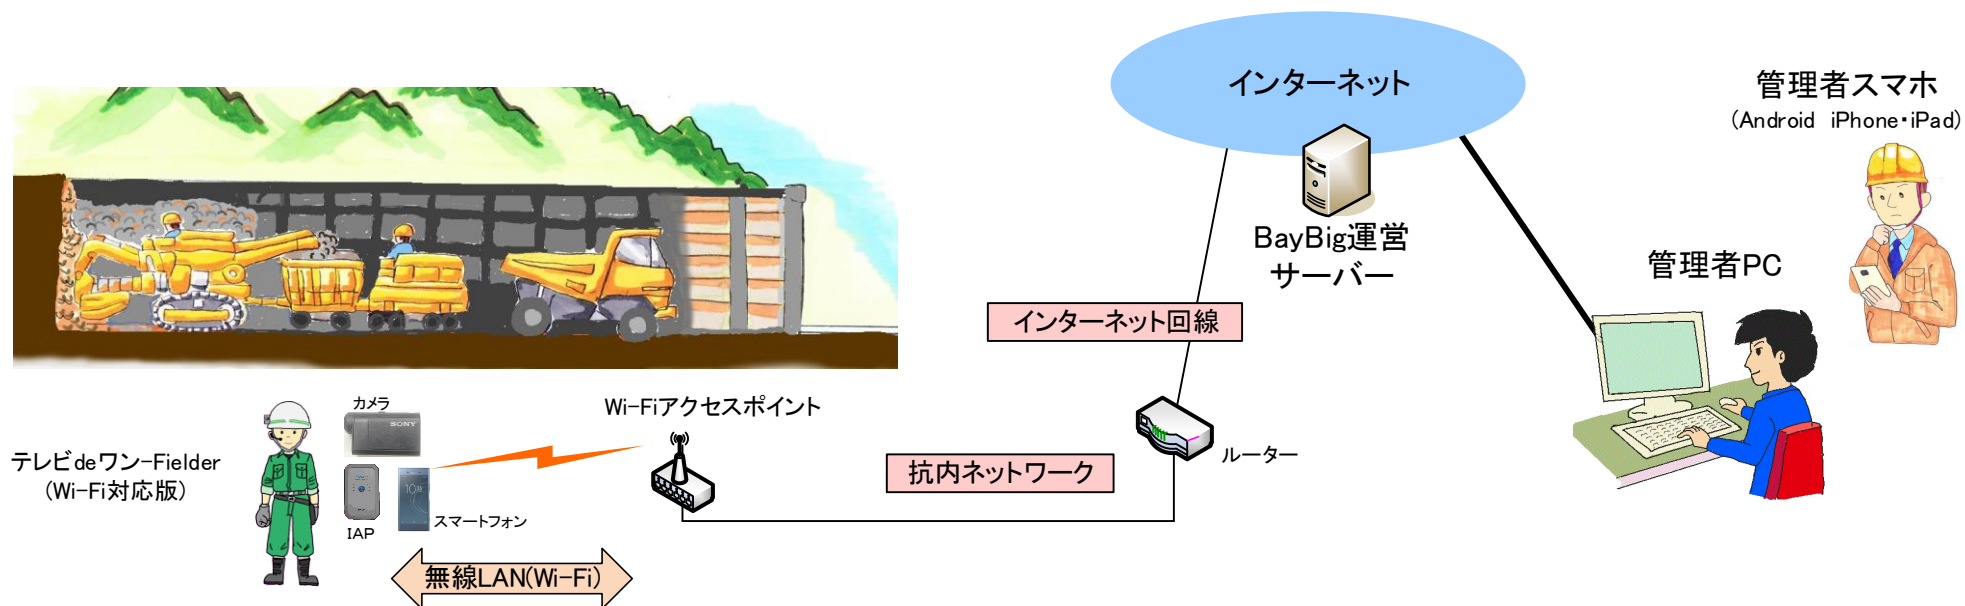 インターネット
管理者スマホ
(Android iPhone・iPad)
BayBig運営
サーバー
管理者PC
インターネット回線
カメラ
SONY
Wi-Fiアクセスポイント
テレビdeワン-Fielder
(Wi-Fi対応版)
ルーター
抗内ネットワーク
スマートフォン
IAP
無線LAN(Wi-Fi)